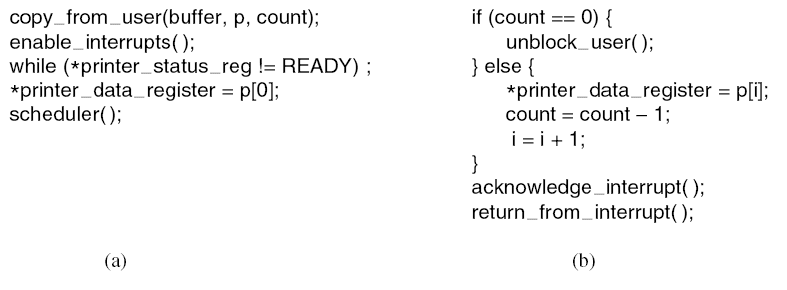 copy_from_user(buffer, p, count);
enable_interrupts( );
while (*printer_status_reg != READY) ;
*printer_data_register = p[0];
scheduler( );
(a)
if (count == 0) {
unblock_user( );
} else {
*printer_data_register = p[i];
count = count − 1;
i = i + 1;
}
acknowledge_interrupt( );
return_from_interrupt( );
(b)